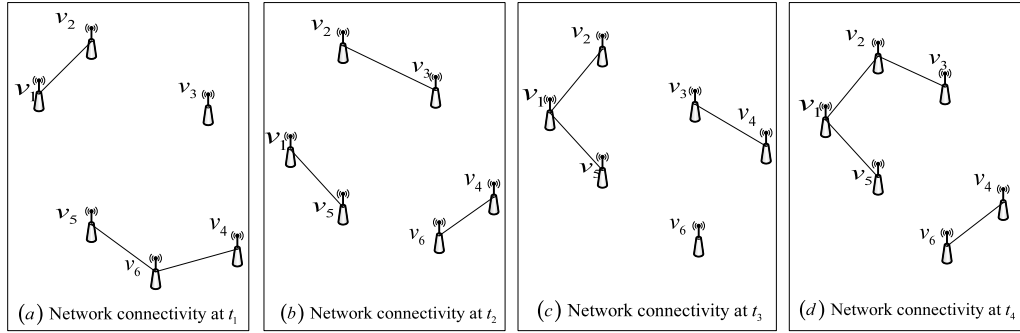 v₂
v₁
v₃
v₅
v₄
v₆
(a) Network connectivity at t₁
v₂
v₃
v₁
v₄
v₅
v₆
(b) Network connectivity at t₂
v₂
v₁
v₃
v₄
v₅
v₆
(c) Network connectivity at t₃
v₂
v₃
v₁
v₅
v₄
v₆
(d) Network connectivity at t₄